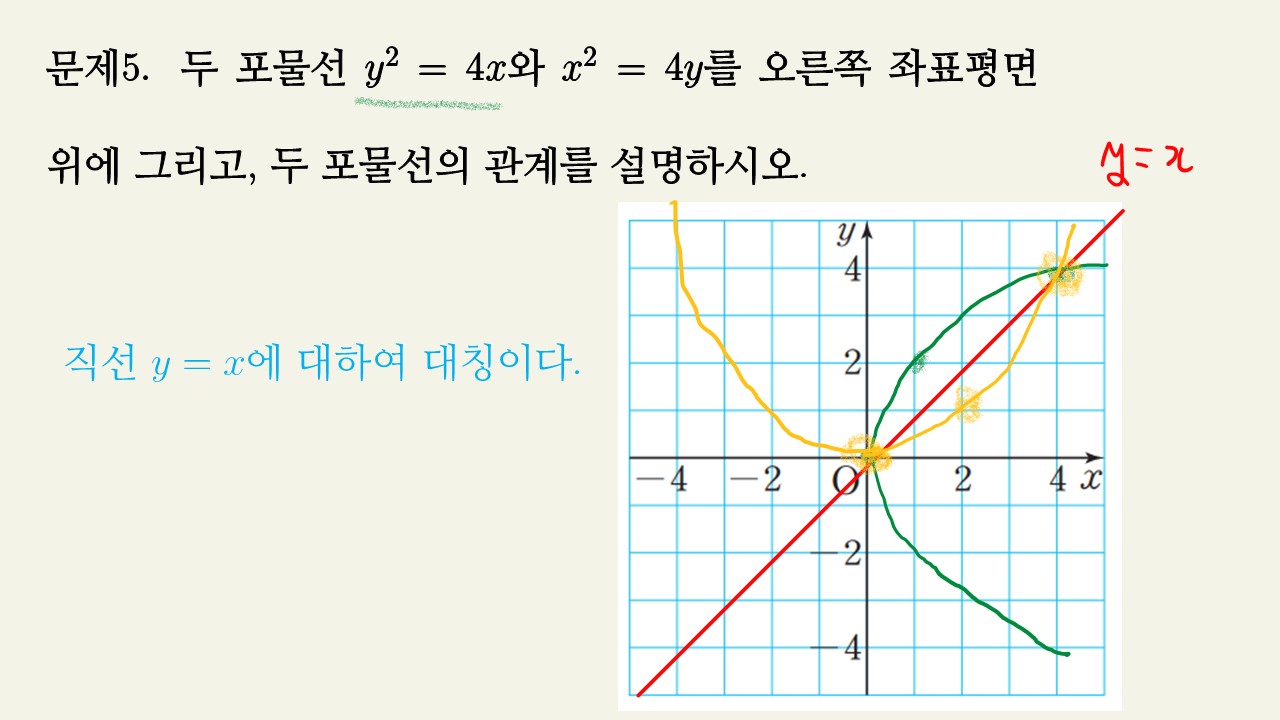 문제5. 두 포물선 y² = 4x와 x² = 4y를 오른쪽 좌표평면
위에 그리고, 두 포물선의 관계를 설명하시오.
y = x
직선 y = x에 대하여 대칭이다.
y
4
2
−4 −2 O 2 4 x
−2
−4